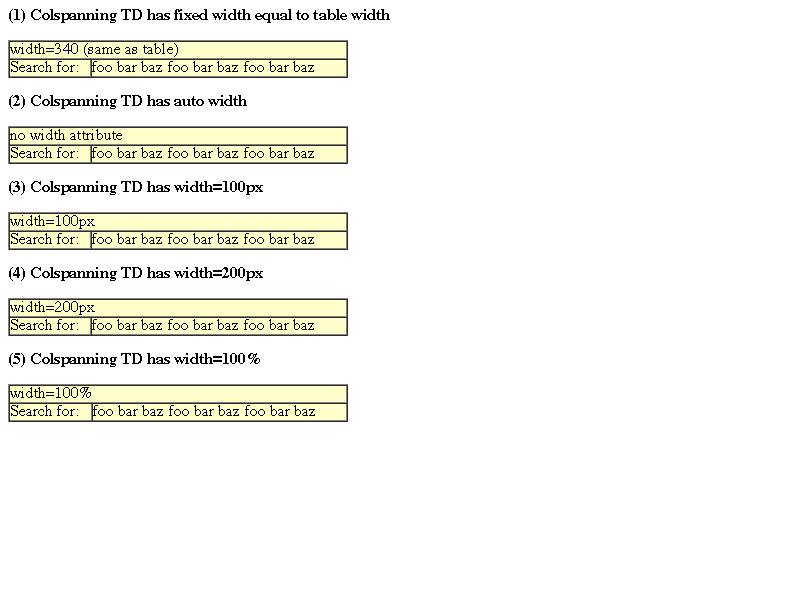 (1) Colspanning TD has fixed width equal to table width
width=340 (same as table)
Search for: foo bar baz foo bar baz foo bar baz
(2) Colspanning TD has auto width
no width attribute
Search for: foo bar baz foo bar baz foo bar baz
(3) Colspanning TD has width=100px
width=100px
Search for: foo bar baz foo bar baz foo bar baz
(4) Colspanning TD has width=200px
width=200px
Search for: foo bar baz foo bar baz foo bar baz
(5) Colspanning TD has width=100%
width=100%
Search for: foo bar baz foo bar baz foo bar baz